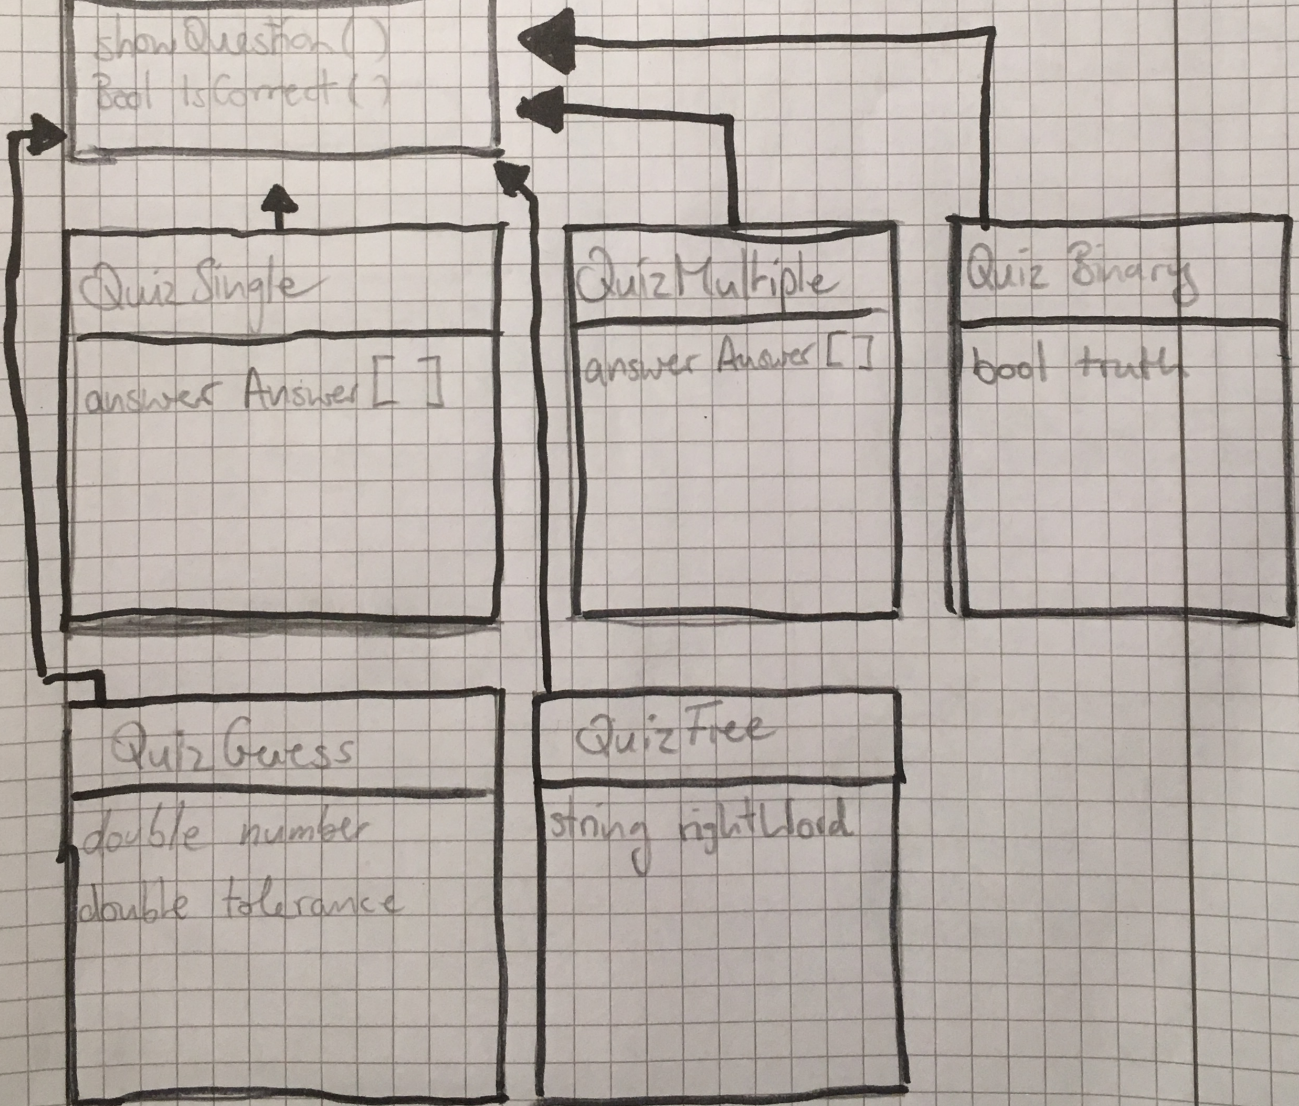 showQuestion()
Bool IsCorrect()
QuizSingle
answer Answer[ ]
QuizMultiple
answer Answer[]
Quiz Binary
bool truth
QuizGuess
double number
double tolerance
QuizFree
string rightWord